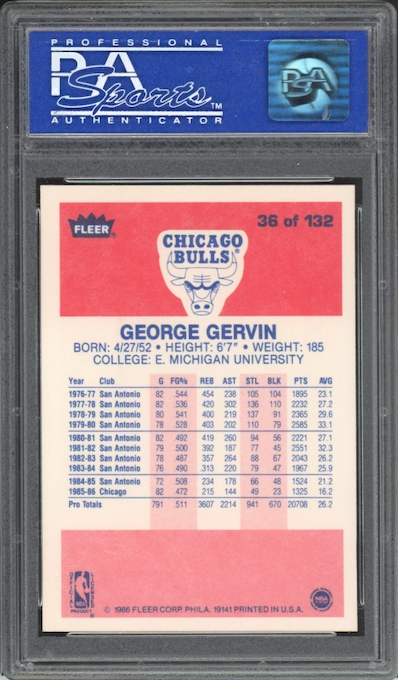 PROFESSIONAL
PSA
Sports™
AUTHENTICATOR
PSA
FLEER®
36 of 132
CHICAGO
BULLS®
GEORGE GERVIN
BORN: 4/27/52 • HEIGHT: 6'7" • WEIGHT: 185
COLLEGE: E. MICHIGAN UNIVERSITY
Year Club G FG% REB AST STL BLK PTS AVG
1976-77 San Antonio 82 .544 454 238 105 104 1895 23.1
1977-78 San Antonio 82 .536 420 302 136 110 2232 27.2
1978-79 San Antonio 80 .541 400 219 137 91 2365 29.6
1979-80 San Antonio 78 .528 403 202 110 79 2585 33.1
1980-81 San Antonio 82 .492 419 260 94 56 2221 27.1
1981-82 San Antonio 79 .500 392 187 77 45 2551 32.3
1982-83 San Antonio 78 .487 357 264 88 67 2043 26.2
1983-84 San Antonio 76 .490 .313 220 79 47 1967 25.9
1984-85 San Antonio 72 .508 234 178 66 48 1524 21.2
1985-86 Chicago 82 .472 215 144 49 23 1325 16.2
Pro Totals 791 .511 3607 2214 941 670 20708 26.2
OFFICIAL LICENSED
NBA
PRODUCT
© 1986 FLEER CORP. PHILA. 19141 PRINTED IN U.S.A.